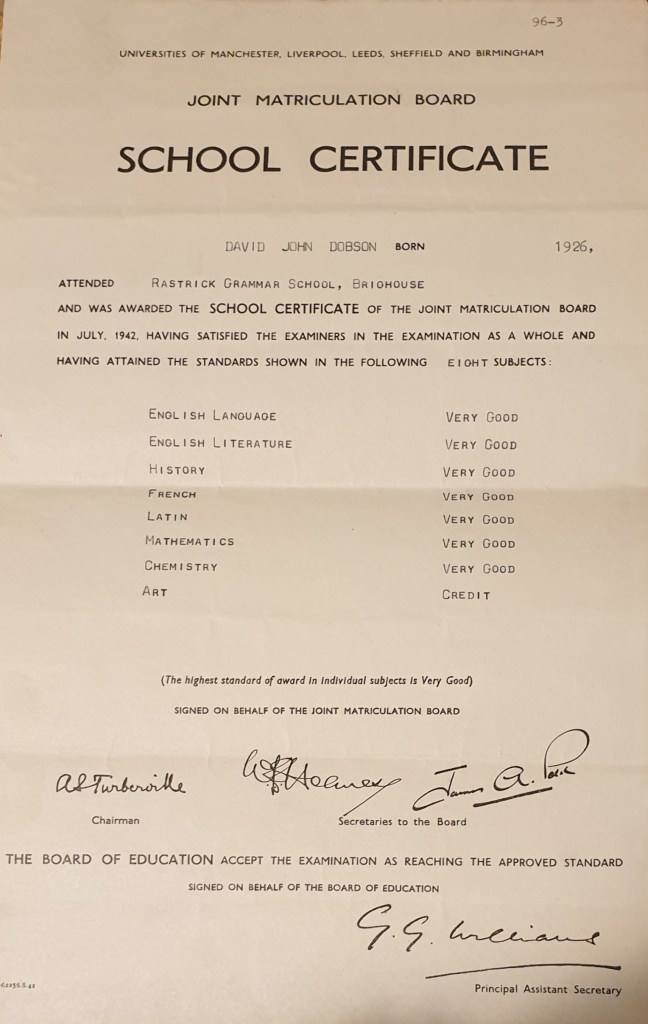 96-3
UNIVERSITIES OF MANCHESTER, LIVERPOOL, LEEDS, SHEFFIELD AND BIRMINGHAM
JOINT MATRICULATION BOARD
SCHOOL CERTIFICATE
DAVID JOHN DOBSON BORN 1926,
ATTENDED RASTRICK GRAMMAR SCHOOL, BRIGHOUSE
AND WAS AWARDED THE SCHOOL CERTIFICATE OF THE JOINT MATRICULATION BOARD
IN JULY, 1942, HAVING SATISFIED THE EXAMINERS IN THE EXAMINATION AS A WHOLE AND
HAVING ATTAINED THE STANDARDS SHOWN IN THE FOLLOWING EIGHT SUBJECTS:
ENGLISH LANGUAGE VERY GOOD
ENGLISH LITERATURE VERY GOOD
HISTORY VERY GOOD
FRENCH VERY GOOD
LATIN VERY GOOD
MATHEMATICS VERY GOOD
CHEMISTRY VERY GOOD
ART CREDIT
(The highest standard of award in individual subjects is Very Good)
SIGNED ON BEHALF OF THE JOINT MATRICULATION BOARD
A S Turberville James A.
Chairman Secretaries to the Board
THE BOARD OF EDUCATION ACCEPT THE EXAMINATION AS REACHING THE APPROVED STANDARD
SIGNED ON BEHALF OF THE BOARD OF EDUCATION
G. G. Williams
Principal Assistant Secretary